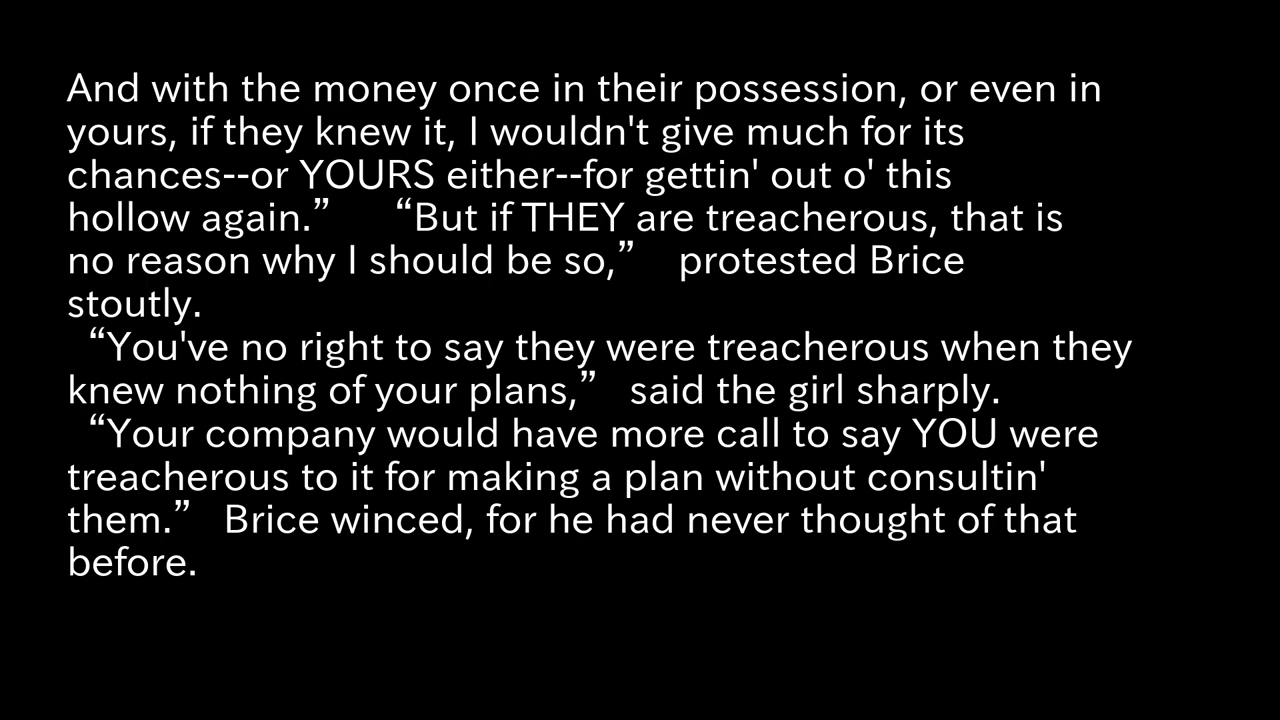 And with the money once in their possession, or even in
yours, if they knew it, I wouldn't give much for its
chances--or YOURS either--for gettin' out o' this
hollow again.” “But if THEY are treacherous, that is
no reason why I should be so,” protested Brice
stoutly.
“You've no right to say they were treacherous when they
knew nothing of your plans,” said the girl sharply.
“Your company would have more call to say YOU were
treacherous to it for making a plan without consultin'
them.” Brice winced, for he had never thought of that
before.